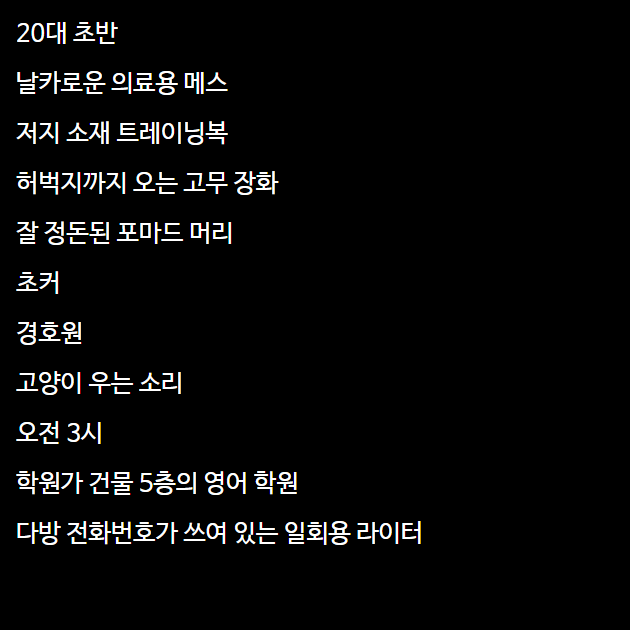 20대 초반
날카로운 의료용 메스
저지 소재 트레이닝복
허벅지까지 오는 고무 장화
잘 정돈된 포마드 머리
초커
경호원
고양이 우는 소리
오전 3시
학원가 건물 5층의 영어 학원
다방 전화번호가 쓰여 있는 일회용 라이터